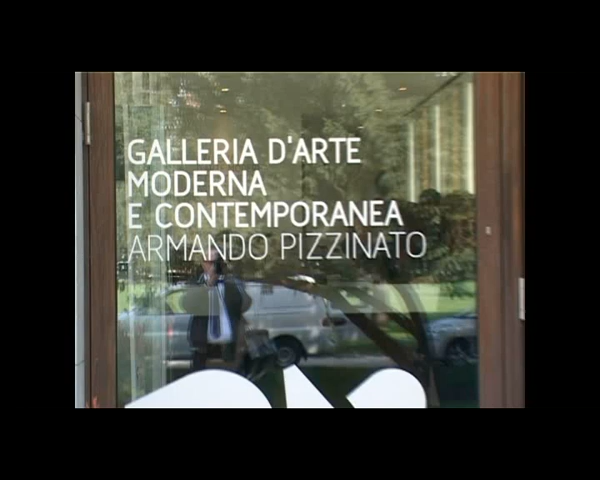 GALLERIA D'ARTE
MODERNA
E CONTEMPORANEA
ARMANDO PIZZINATO